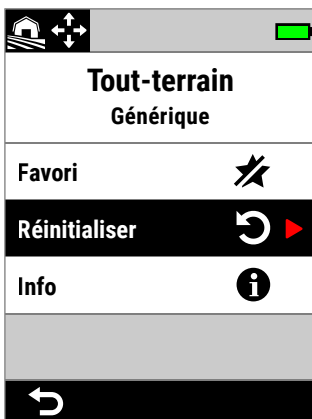 Tout-terrain
Générique
Favori
Réinitialiser
Info